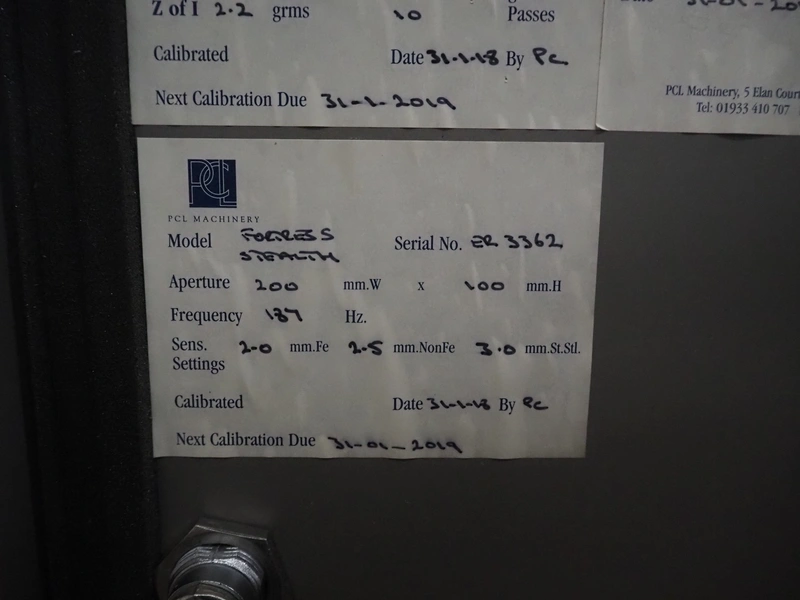 Z of I 2.2 grms 10 Passes
Calibrated Date 31-1-18 By PC
Next Calibration Due 31-1-2019
PCL Machinery, 5 Elan Cour
Tel: 01933 410 707
PCL
PCL MACHINERY
Model FORTRESS
STEALTH
Serial No. ER 3362
Aperture 200 mm.W x 100 mm.H
Frequency 187 Hz.
Sens. 2.0 mm.Fe 2.5 mm.NonFe 3.0 mm.St.Stl.
Settings
Calibrated Date 31-1-18 By PC
Next Calibration Due 31-01-2019